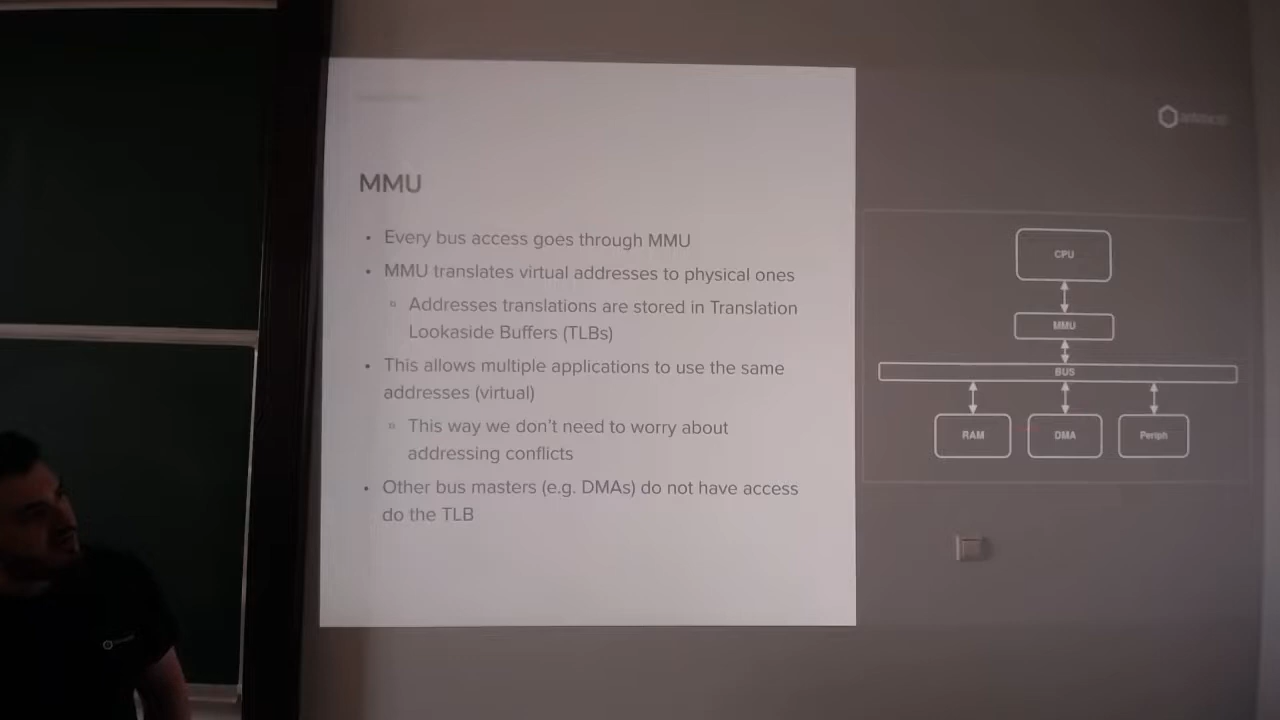 MMU
• Every bus access goes through MMU
• MMU translates virtual addresses to physical ones
▫ Addresses translations are stored in Translation
Lookaside Buffers (TLBs)
• This allows multiple applications to use the same
addresses (virtual)
▫ This way we don't need to worry about
addressing conflicts
• Other bus masters (e.g. DMAs) do not have access
do the TLB
CPU
MMU
BUS
RAM
DMA
Periph